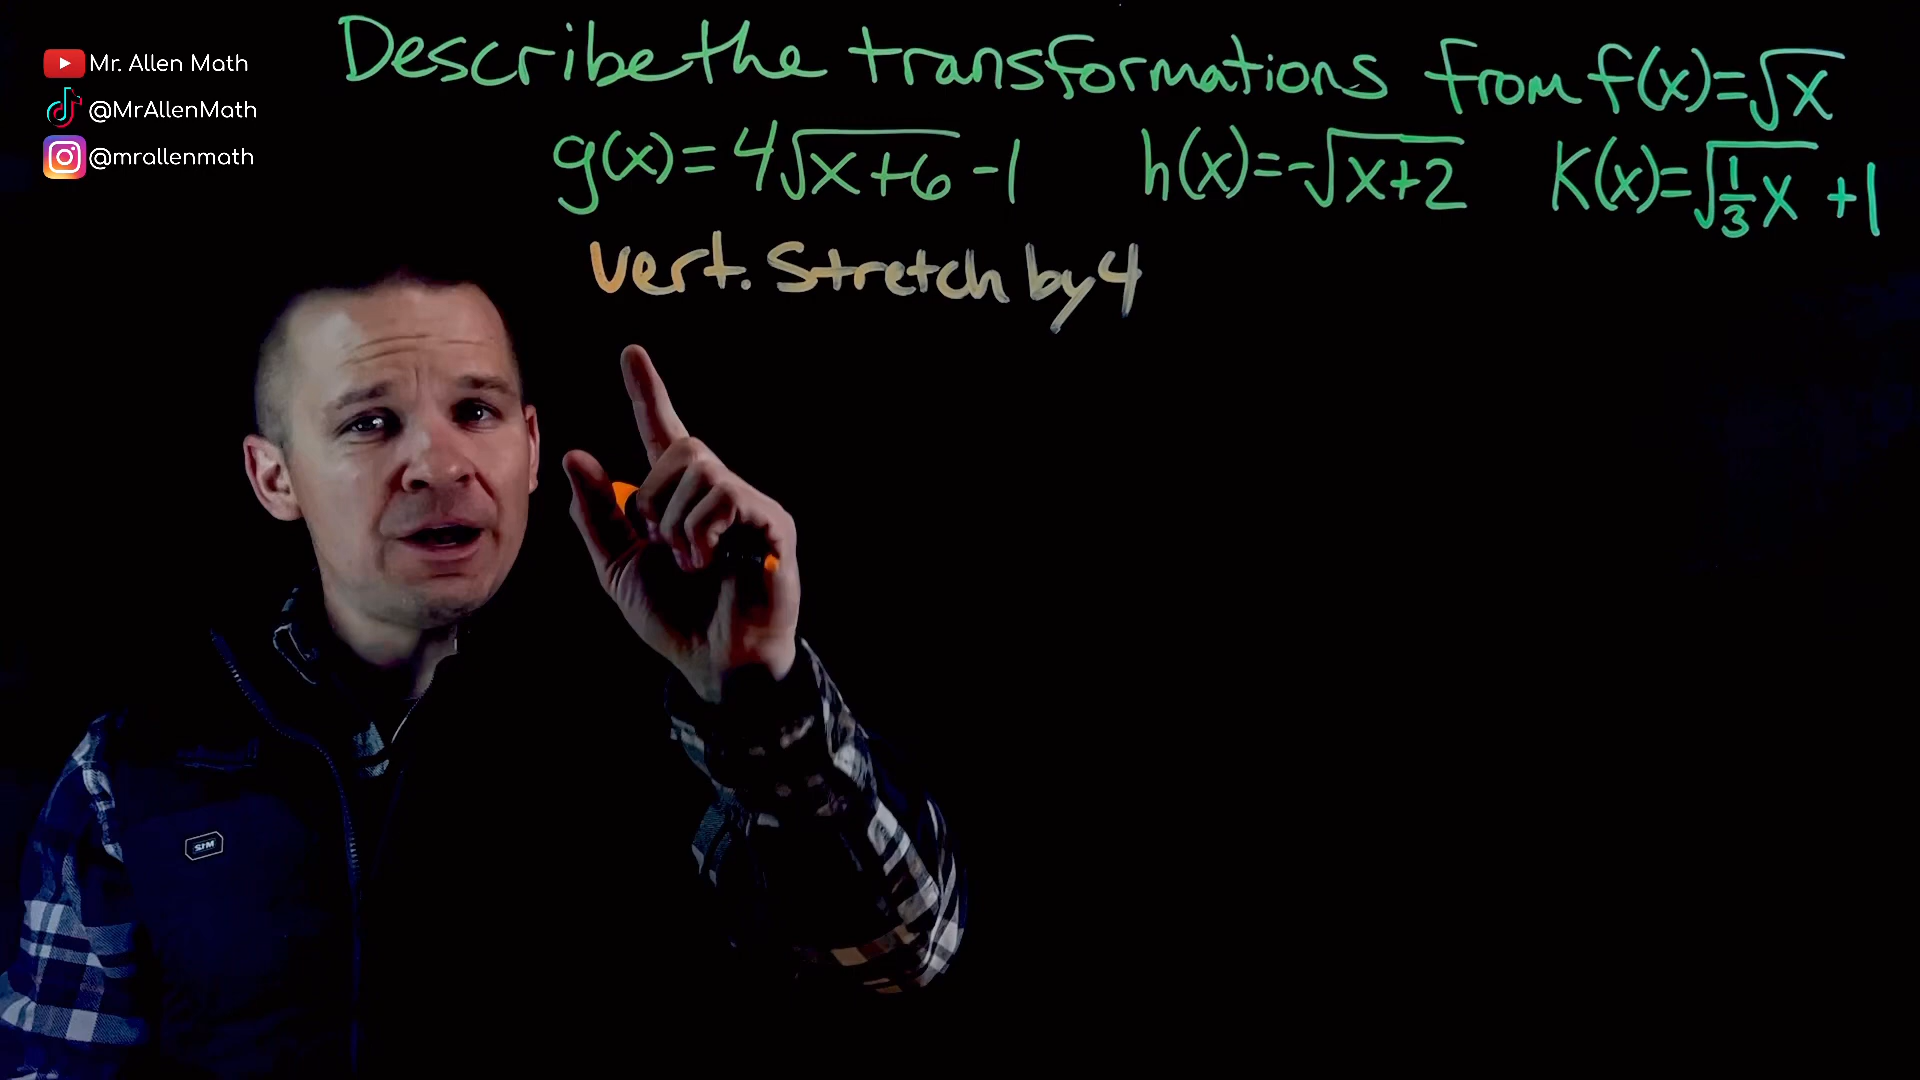 Mr. Allen Math
@MrAllenMath
@mrallenmath
Describe the transformations from f(x)=√x
g(x)=4√x+6 -1 h(x)=-√x+2 K(x)=√1/3x +1
Vert. Stretch by 4